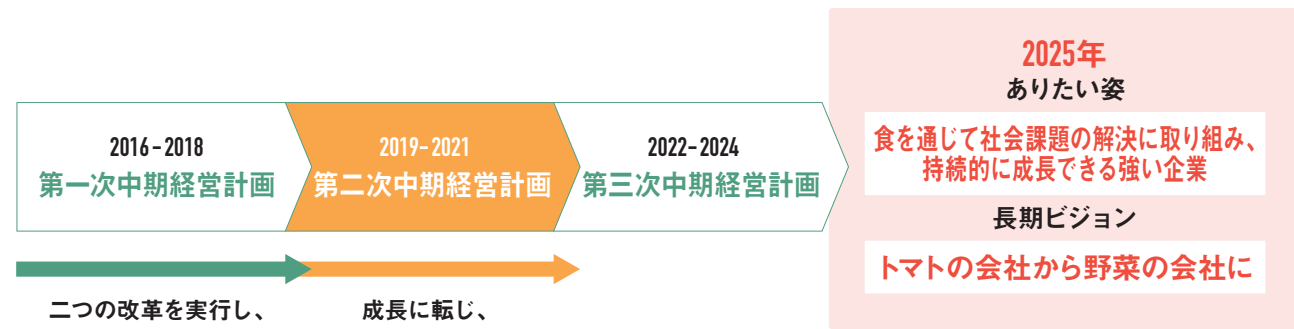 2016-2018
第一次中期経営計画
2019-2021
第二次中期経営計画
2022-2024
第三次中期経営計画
二つの改革を実行し、
成長に転じ、
2025年
ありたい姿
食を通じて社会課題の解決に取り組み、
持続的に成長できる強い企業
長期ビジョン
トマトの会社から野菜の会社に